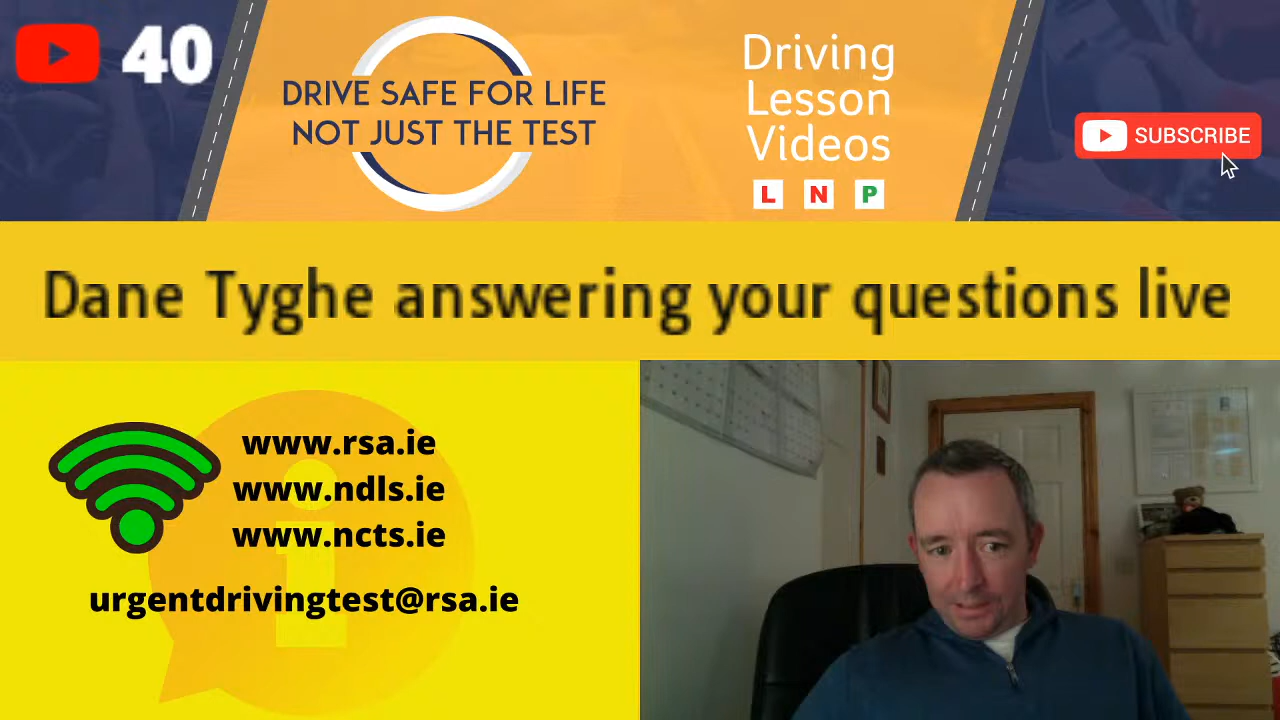 40
DRIVE SAFE FOR LIFE
NOT JUST THE TEST
Driving
Lesson
Videos
L N P
SUBSCRIBE
Dane Tyghe answering your questions live
www.rsa.ie
www.ndls.ie
www.ncts.ie
urgentdrivingtest@rsa.ie